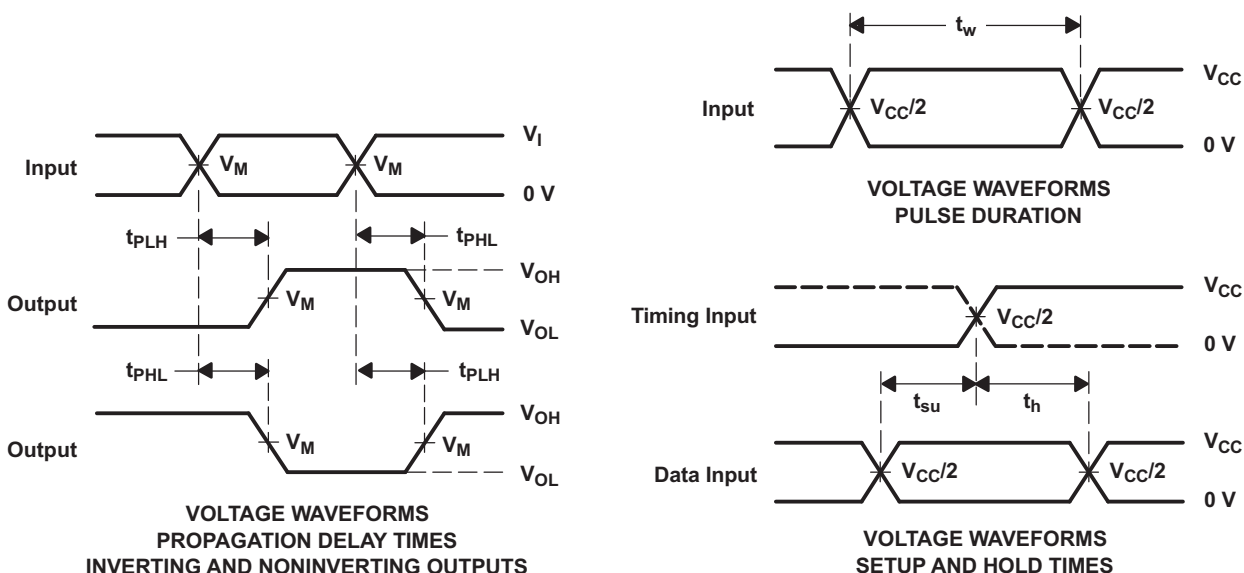 Input
V_M
V_M
V_I
0 V
t_PLH
t_PHL
Output
V_M
V_M
V_OH
V_OL
t_PHL
t_PLH
Output
V_M
V_M
V_OH
V_OL
VOLTAGE WAVEFORMS
PROPAGATION DELAY TIMES
INVERTING AND NONINVERTING OUTPUTS
t_w
Input
V_CC/2
V_CC/2
V_CC
0 V
VOLTAGE WAVEFORMS
PULSE DURATION
Timing Input
V_CC/2
V_CC
0 V
t_su
t_h
Data Input
V_CC/2
V_CC/2
V_CC
0 V
VOLTAGE WAVEFORMS
SETUP AND HOLD TIMES